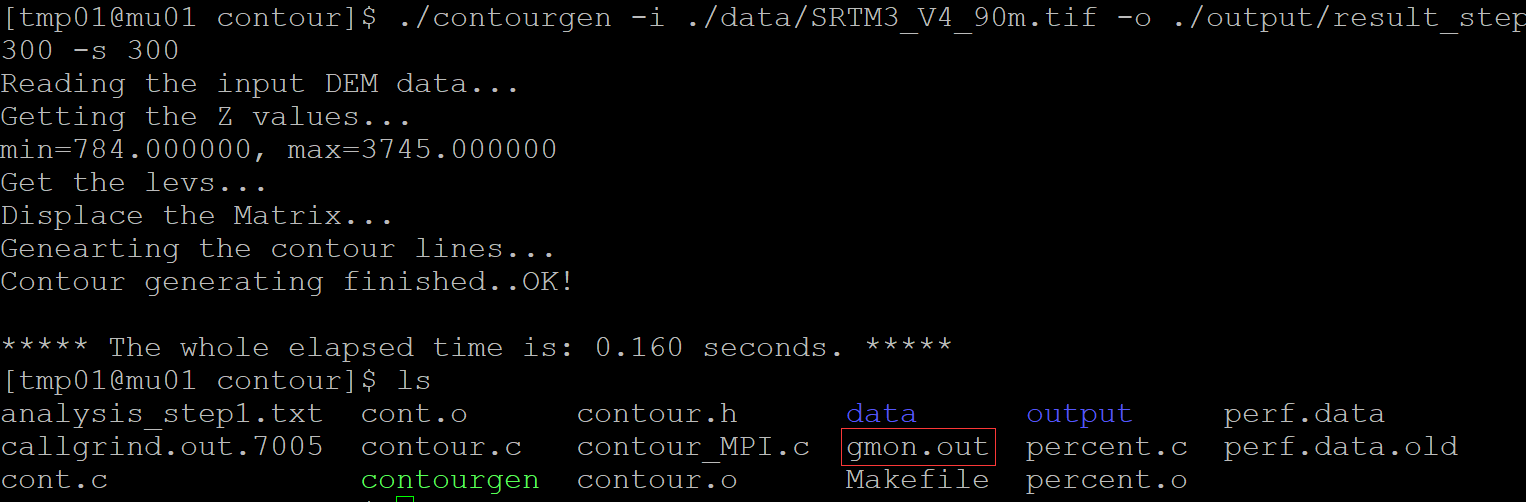 [tmp01@mu01 contour]$ ./contourgen -i ./data/SRTM3_V4_90m.tif -o ./output/result_step
300 -s 300
Reading the input DEM data...
Getting the Z values...
min=784.000000, max=3745.000000
Get the levs...
Displace the Matrix...
Genearting the contour lines...
Contour generating finished..OK!
***** The whole elapsed time is: 0.160 seconds. *****
[tmp01@mu01 contour]$ ls
analysis_step1.txt cont.o contour.h data output perf.data
callgrind.out.7005 contour.c contour_MPI.c gmon.out percent.c perf.data.old
cont.c contourgen contour.o Makefile percent.o